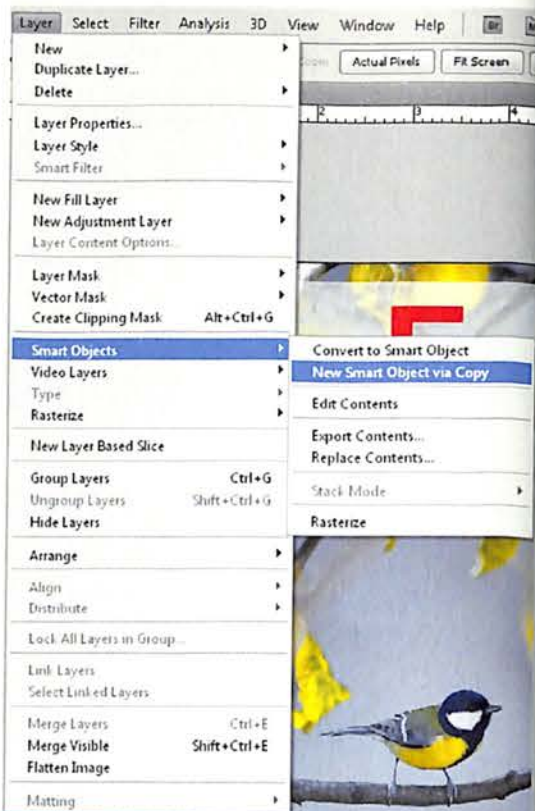 Layer Select Filter Analysis 3D View Window Help Br
New
Duplicate Layer...
Delete
Layer Properties...
Layer Style
Smart Filter
New Fill Layer
New Adjustment Layer
Layer Content Options...
Layer Mask
Vector Mask
Create Clipping Mask Alt+Ctrl+G
Smart Objects
Video Layers
Type
Rasterize
New Layer Based Slice
Group Layers Ctrl+G
Ungroup Layers Shift+Ctrl+G
Hide Layers
Arrange
Align
Distribute
Lock All Layers in Group...
Link Layers
Select Linked Layers
Merge Layers Ctrl+E
Merge Visible Shift+Ctrl+E
Flatten Image
Matting
Actual Pixels Fit Screen
2 3 4
Convert to Smart Object
New Smart Object via Copy
Edit Contents
Export Contents...
Replace Contents...
Stack Mode
Rasterize